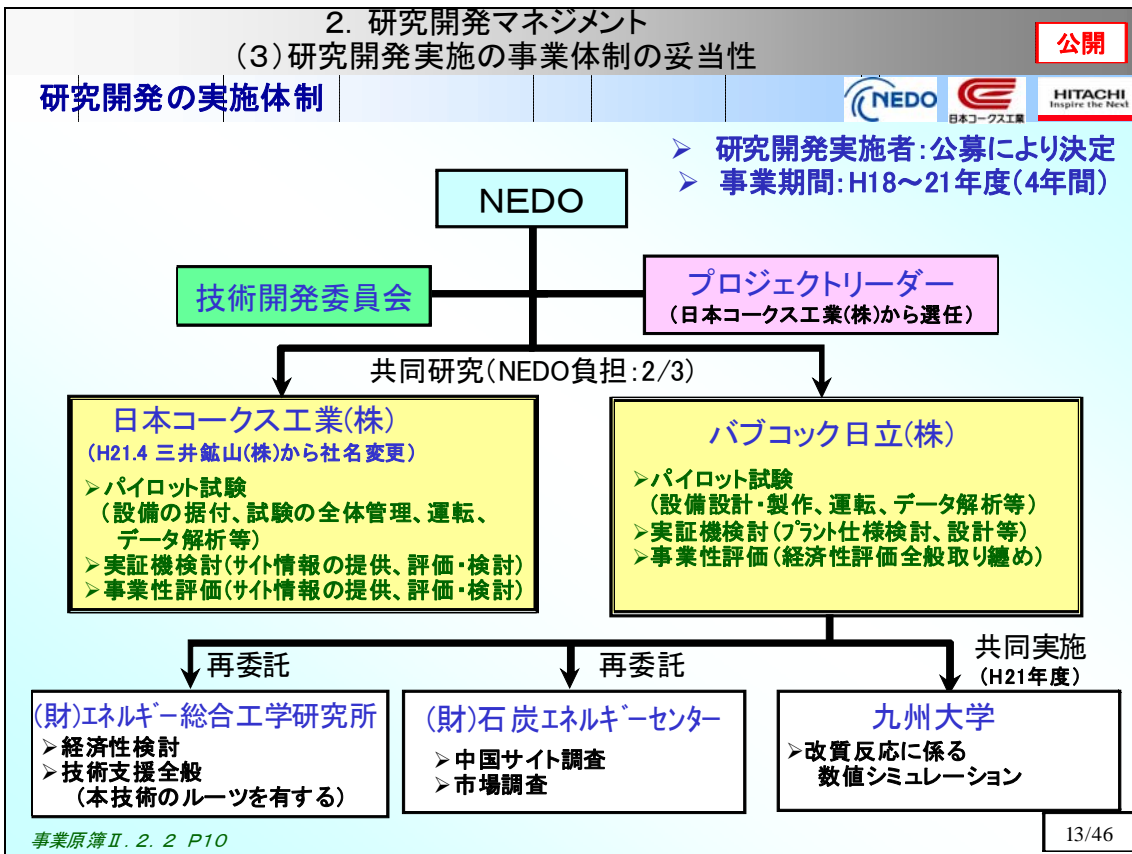 2. 研究開発マネジメント
(3)研究開発実施の事業体制の妥当性
公開
研究開発の実施体制
NEDO
日本コークス工業
HITACHI
Inspire the Next
➢ 研究開発実施者:公募により決定
➢ 事業期間:H18~21年度(4年間)
NEDO
技術開発委員会
プロジェクトリーダー
(日本コークス工業(株)から選任)
共同研究(NEDO負担:2/3)
日本コークス工業(株)
(H21.4 三井鉱山(株)から社名変更)
➢パイロット試験
(設備の据付、試験の全体管理、運転、
データ解析等)
➢実証機検討(サイト情報の提供、評価・検討)
➢事業性評価(サイト情報の提供、評価・検討)
バブコック日立(株)
➢パイロット試験
(設備設計・製作、運転、データ解析等)
➢実証機検討(プラント仕様検討、設計等)
➢事業性評価(経済性評価全般取り纏め)
再委託
再委託
共同実施
(H21年度)
(財)エネルギー総合工学研究所
➢経済性検討
➢技術支援全般
(本技術のルーツを有する)
(財)石炭エネルギーセンター
➢中国サイト調査
➢市場調査
九州大学
➢改質反応に係る
数値シミュレーション
事業原簿Ⅱ.2.2 P10
13/46